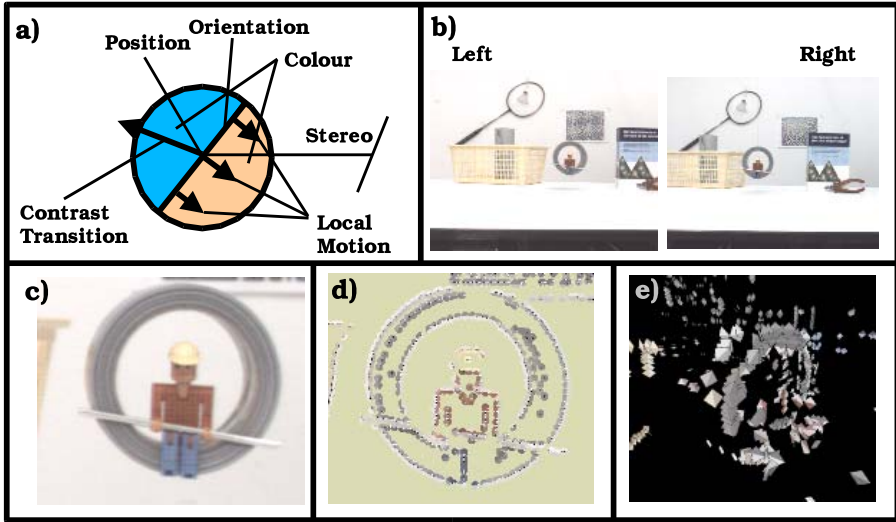 a)
Orientation
Position
Colour
Stereo
Contrast
Transition
Local
Motion
b)
Left
Right
c)
d)
e)